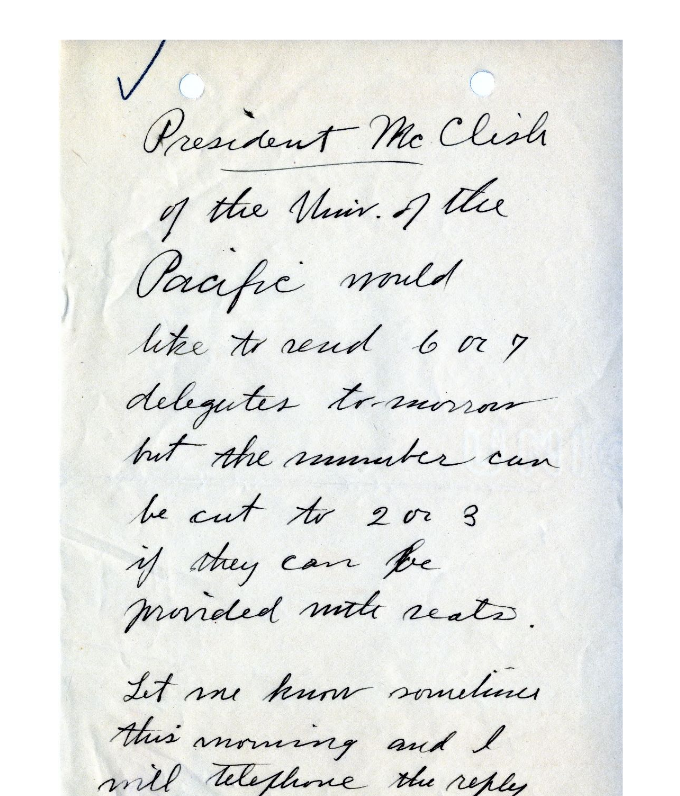 President McClish
of the Univ. of the
Pacific would
like to send 6 or 7
delegates to-morrow
but the number can
be cut to 2 or 3
if they can be
provided with seats.
Let me know sometime
this morning and I
will telephone the reply